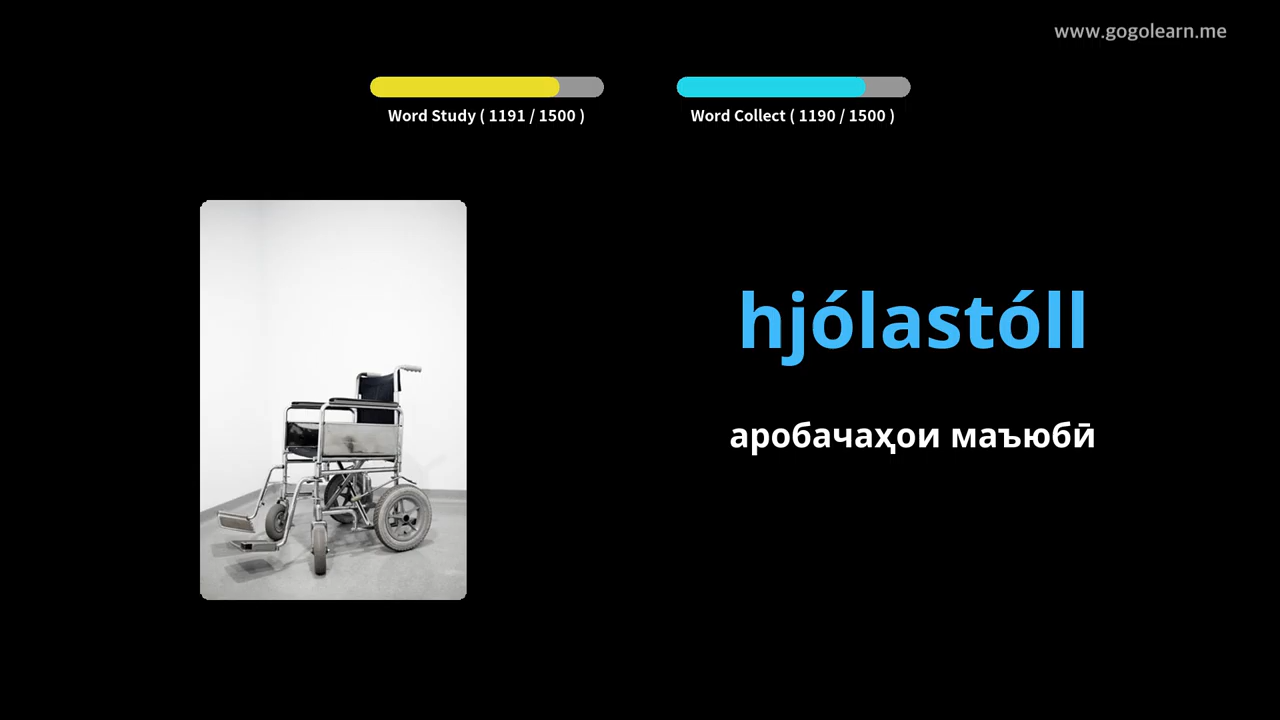 www.gogolearn.me
Word Study ( 1191 / 1500 )
Word Collect ( 1190 / 1500 )
hjólastóll
аробачаҳои маъюбӣ